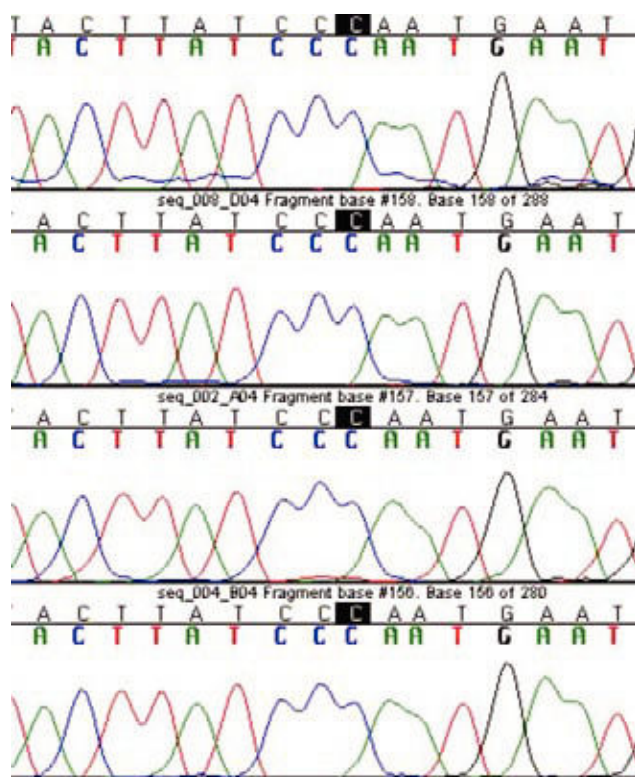 T A C T T A T C C C A A T G A A T
T A C T T A T C C C A A T G A A T
seq_008_D04 Fragment base #158. Base 158 of 288
T A C T T A T C C C A A T G A A T
A C T T A T C C C A A T G A A T
seq_002_A04 Fragment base #157. Base 157 of 284
T A C T T A T C C C A A T G A A T
A C T T A T C C C A A T G A A T
seq_004_B04 Fragment base #156. Base 156 of 280
T A C T T A T C C C A A T G A A T
A C T T A T C C C A A T G A A T